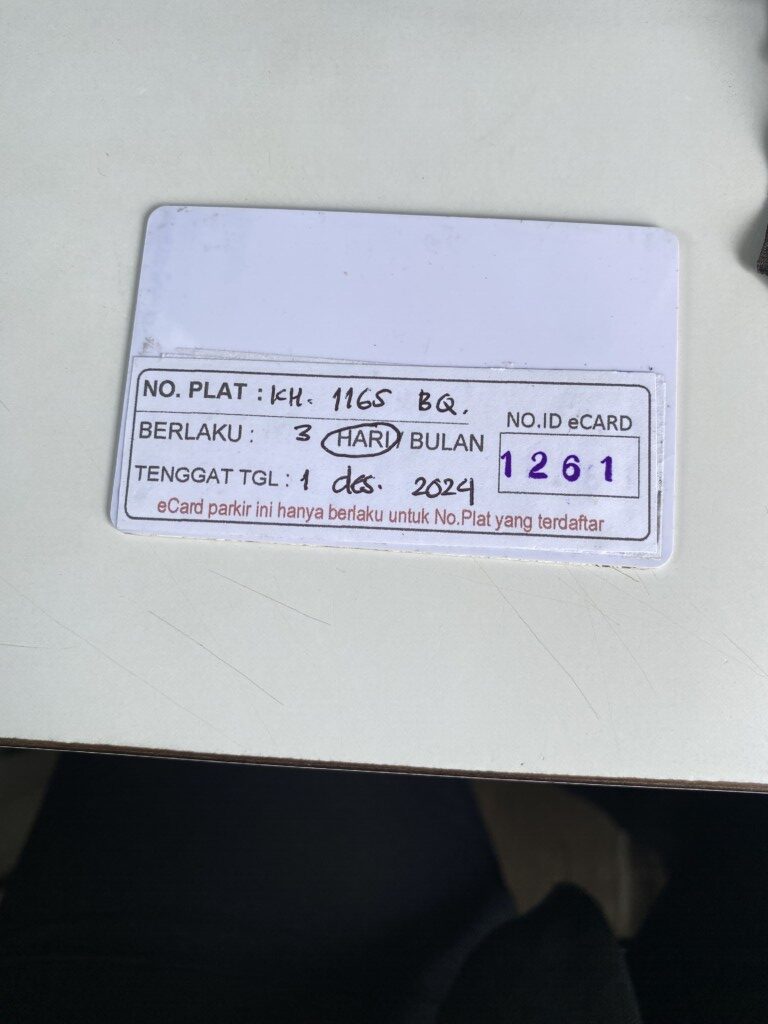 NO. PLAT : KH. 1165 BQ.
BERLAKU : 3 HARI / BULAN
TENGGAT TGL : 1 des. 2024
NO.ID eCARD
1261
eCard parkir ini hanya berlaku untuk No.Plat yang terdaftar